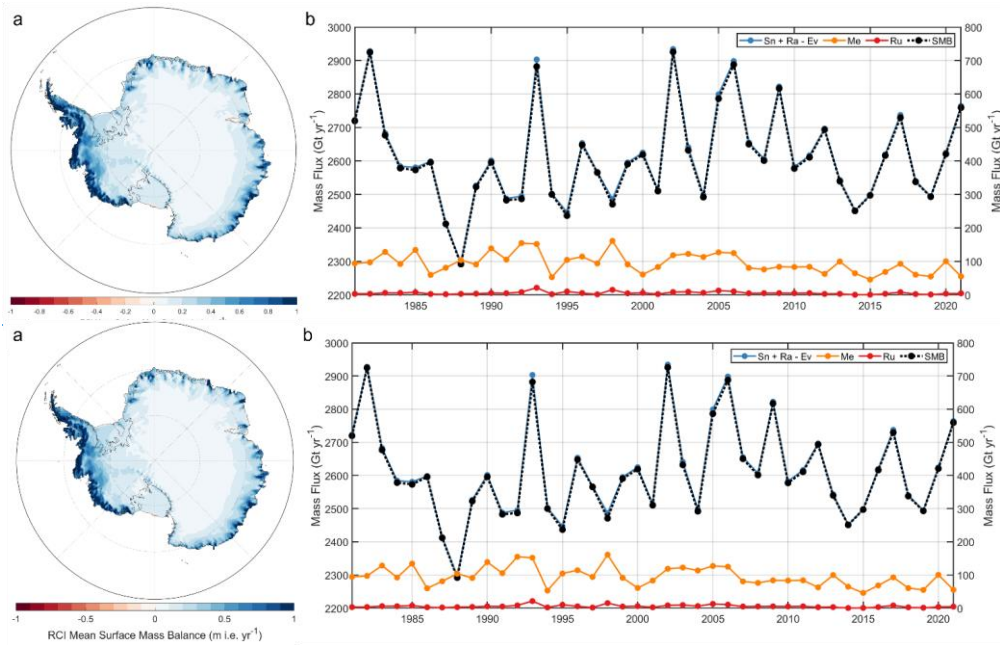 a
-1 -0.8 -0.6 -0.4 -0.2 0 0.2 0.4 0.6 0.8 1
b
Sn + Ra - Ev Me Ru SMB
3000 2900 2800 2700 2600 2500 2400 2300 2200
Mass Flux (Gt yr-1)
800 700 600 500 400 300 200 100 0
Mass Flux (Gt yr-1)
1985 1990 1995 2000 2005 2010 2015 2020
a
-1 -0.5 0 0.5 1
RCI Mean Surface Mass Balance (m i.e. yr-1)
b
Sn + Ra - Ev Me Ru SMB
3000 2900 2800 2700 2600 2500 2400 2300 2200
Mass Flux (Gt yr-1)
800 700 600 500 400 300 200 100 0
Mass Flux (Gt yr-1)
1985 1990 1995 2000 2005 2010 2015 2020